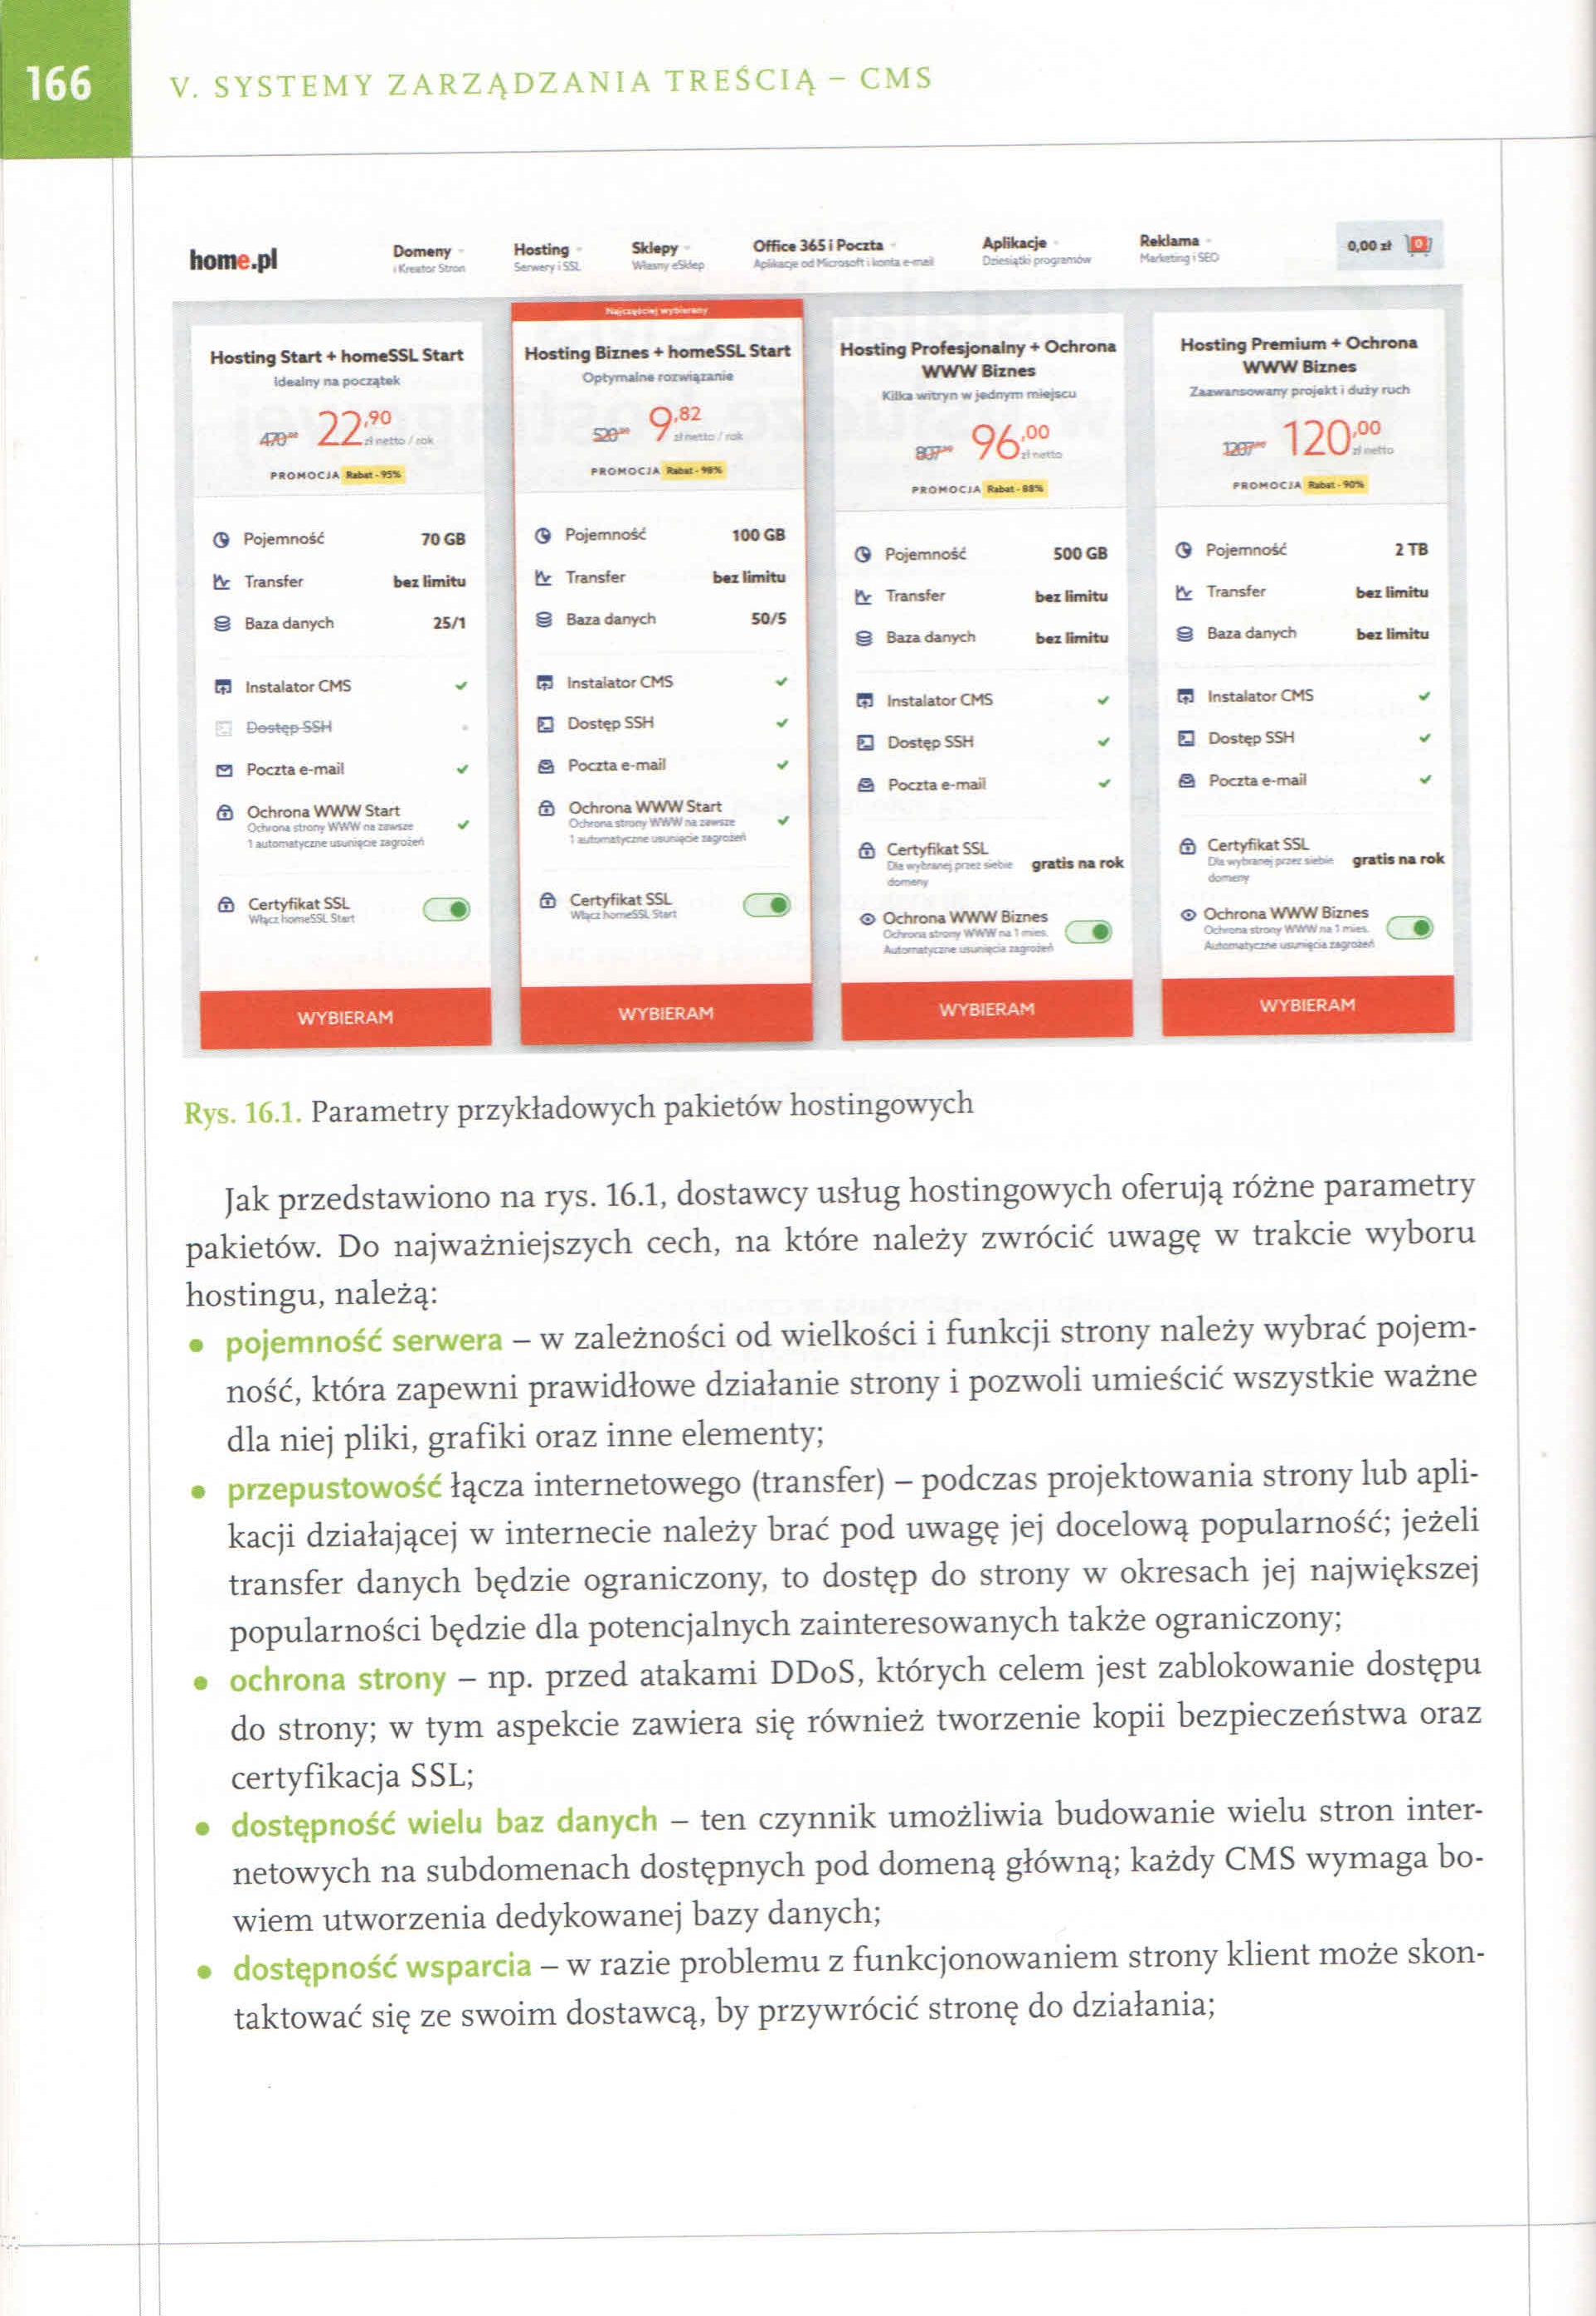 166
V. SYSTEMY ZARZĄDZANIA TREŚCIĄ – CMS
home.pl
Domeny
i Kreator Stron
Hosting
Serwery i SSL
Sklepy
Własny eSklep
Office 365 i Poczta
Aplikacje od Microsoft i konta e-mail
Aplikacje
Dziesiątki programów
Reklama
Marketing i SEO
0,00 zł
0
Hosting Start + homeSSL Start
Idealny na początek
470,00 22,90 zł netto / rok
PROMOCJA Rabat -95%
Pojemność 70 GB
Transfer bez limitu
Baza danych 25/1
Instalator CMS
Dostęp SSH
Poczta e-mail
Ochrona WWW Start
Ochrona strony WWW na zawsze
1 automatyczne usunięcie zagrożeń
Certyfikat SSL
Włącz homeSSL Start
WYBIERAM
Najczęściej wybierany
Hosting Biznes + homeSSL Start
Optymalne rozwiązanie
520,00 9,82 zł netto / rok
PROMOCJA Rabat -98%
Pojemność 100 GB
Transfer bez limitu
Baza danych 50/5
Instalator CMS
Dostęp SSH
Poczta e-mail
Ochrona WWW Start
Ochrona strony WWW na zawsze
1 automatyczne usunięcie zagrożeń
Certyfikat SSL
Włącz homeSSL Start
WYBIERAM
Hosting Profesjonalny + Ochrona
WWW Biznes
Kilka witryn w jednym miejscu
807,00 96,00 zł netto
PROMOCJA Rabat -88%
Pojemność 500 GB
Transfer bez limitu
Baza danych bez limitu
Instalator CMS
Dostęp SSH
Poczta e-mail
Certyfikat SSL
Dla wybranej przez siebie gratis na rok
domeny
Ochrona WWW Biznes
Ochrona strony WWW na 1 mies.
Automatyczne usunięcia zagrożeń
WYBIERAM
Hosting Premium + Ochrona
WWW Biznes
Zaawansowany projekt i duży ruch
1207,00 120,00 zł netto
PROMOCJA Rabat -90%
Pojemność 2 TB
Transfer bez limitu
Baza danych bez limitu
Instalator CMS
Dostęp SSH
Poczta e-mail
Certyfikat SSL
Dla wybranej przez siebie gratis na rok
domeny
Ochrona WWW Biznes
Ochrona strony WWW na 1 mies.
Automatyczne usunięcia zagrożeń
WYBIERAM
Rys. 16.1. Parametry przykładowych pakietów hostingowych
Jak przedstawiono na rys. 16.1, dostawcy usług hostingowych oferują różne parametry
pakietów. Do najważniejszych cech, na które należy zwrócić uwagę w trakcie wyboru
hostingu, należą:
• pojemność serwera – w zależności od wielkości i funkcji strony należy wybrać pojem-
ność, która zapewni prawidłowe działanie strony i pozwoli umieścić wszystkie ważne
dla niej pliki, grafiki oraz inne elementy;
• przepustowość łącza internetowego (transfer) – podczas projektowania strony lub apli-
kacji działającej w internecie należy brać pod uwagę jej docelową popularność; jeżeli
transfer danych będzie ograniczony, to dostęp do strony w okresach jej największej
popularności będzie dla potencjalnych zainteresowanych także ograniczony;
• ochrona strony – np. przed atakami DDoS, których celem jest zablokowanie dostępu
do strony; w tym aspekcie zawiera się również tworzenie kopii bezpieczeństwa oraz
certyfikacja SSL;
• dostępność wielu baz danych – ten czynnik umożliwia budowanie wielu stron inter-
netowych na subdomenach dostępnych pod domeną główną; każdy CMS wymaga bo-
wiem utworzenia dedykowanej bazy danych;
• dostępność wsparcia – w razie problemu z funkcjonowaniem strony klient może skon-
taktować się ze swoim dostawcą, by przywrócić stronę do działania;